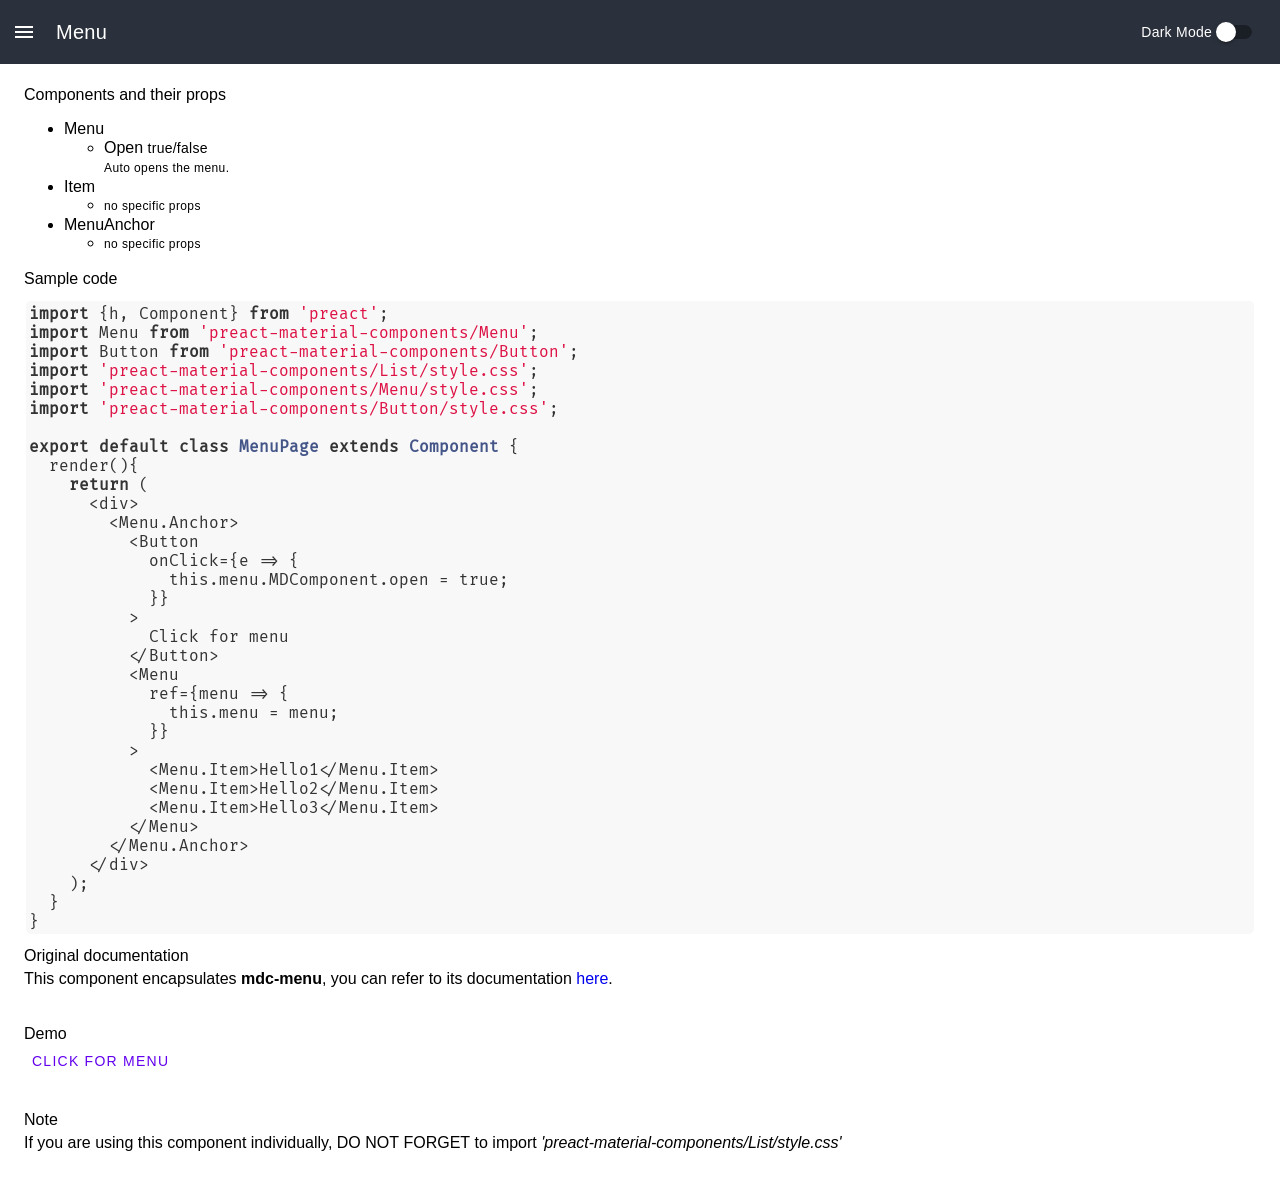 Menu
Dark Mode
Components and their props
Menu
Open true/false
Auto opens the menu.
Item
no specific props
MenuAnchor
no specific props
Sample code
import {h, Component} from 'preact';
import Menu from 'preact-material-components/Menu';
import Button from 'preact-material-components/Button';
import 'preact-material-components/List/style.css';
import 'preact-material-components/Menu/style.css';
import 'preact-material-components/Button/style.css';

export default class MenuPage extends Component {
  render(){
    return (
      <div>
        <Menu.Anchor>
          <Button
            onClick={e => {
              this.menu.MDComponent.open = true;
            }}
          >
            Click for menu
          </Button>
          <Menu
            ref={menu => {
              this.menu = menu;
            }}
          >
            <Menu.Item>Hello1</Menu.Item>
            <Menu.Item>Hello2</Menu.Item>
            <Menu.Item>Hello3</Menu.Item>
          </Menu>
        </Menu.Anchor>
      </div>
    );
  }
}
Original documentation
This component encapsulates mdc-menu, you can refer to its documentation here.
Demo
CLICK FOR MENU
Note
If you are using this component individually, DO NOT FORGET to import 'preact-material-components/List/style.css'